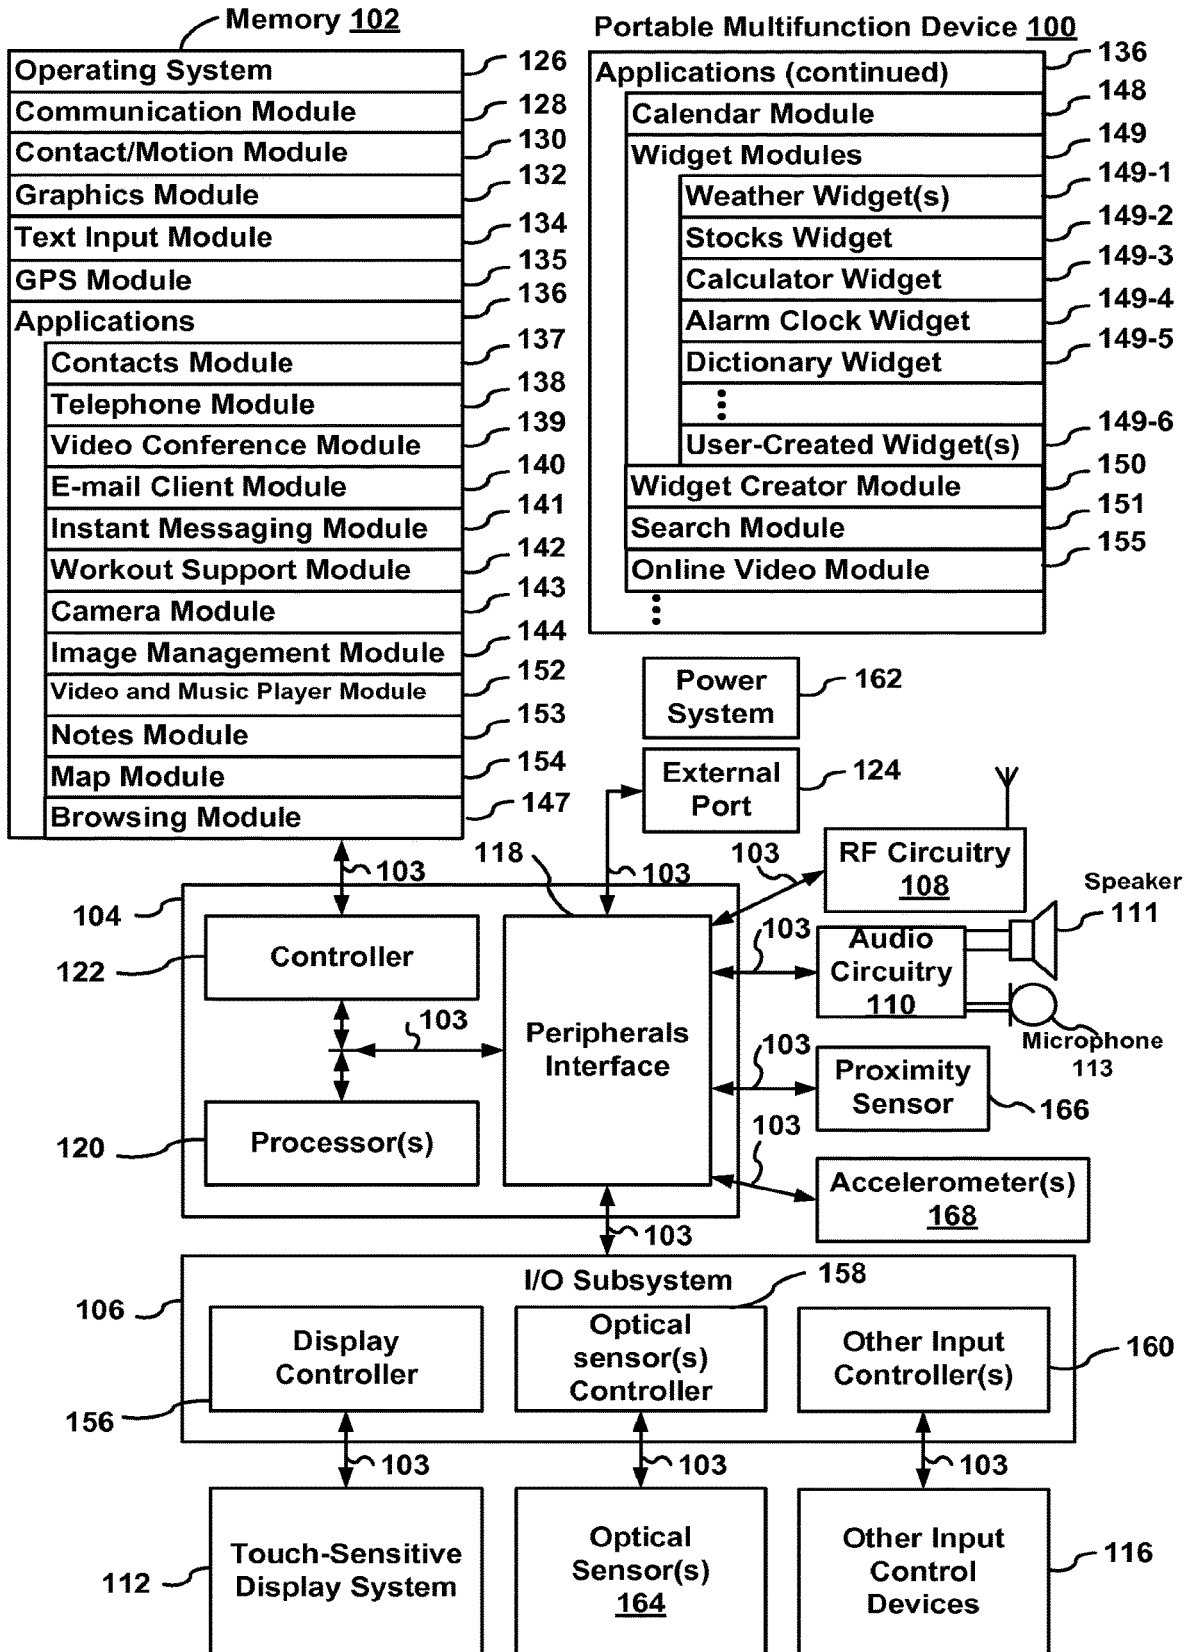 Memory 102
Operating System 126
Communication Module 128
Contact/Motion Module 130
Graphics Module 132
Text Input Module 134
GPS Module 135
Applications 136
Contacts Module 137
Telephone Module 138
Video Conference Module 139
E-mail Client Module 140
Instant Messaging Module 141
Workout Support Module 142
Camera Module 143
Image Management Module 144
Video and Music Player Module 152
Notes Module 153
Map Module 154
Browsing Module 147
Portable Multifunction Device 100
Applications (continued) 136
Calendar Module 148
Widget Modules 149
Weather Widget(s) 149-1
Stocks Widget 149-2
Calculator Widget 149-3
Alarm Clock Widget 149-4
Dictionary Widget 149-5
User-Created Widget(s) 149-6
Widget Creator Module 150
Search Module 151
Online Video Module 155
Power
System
162
External
Port
124
103
118
103
103
RF Circuitry
108
Speaker
111
104
Controller
122
103
Audio
Circuitry
110
Microphone
113
103
Peripherals
Interface
103
Proximity
Sensor
166
Processor(s)
120
103
Accelerometer(s)
168
103
I/O Subsystem
106
158
Display
Controller
156
Optical
sensor(s)
Controller
Other Input
Controller(s)
160
103
103
103
Touch-Sensitive
Display System
112
Optical
Sensor(s)
164
Other Input
Control
Devices
116